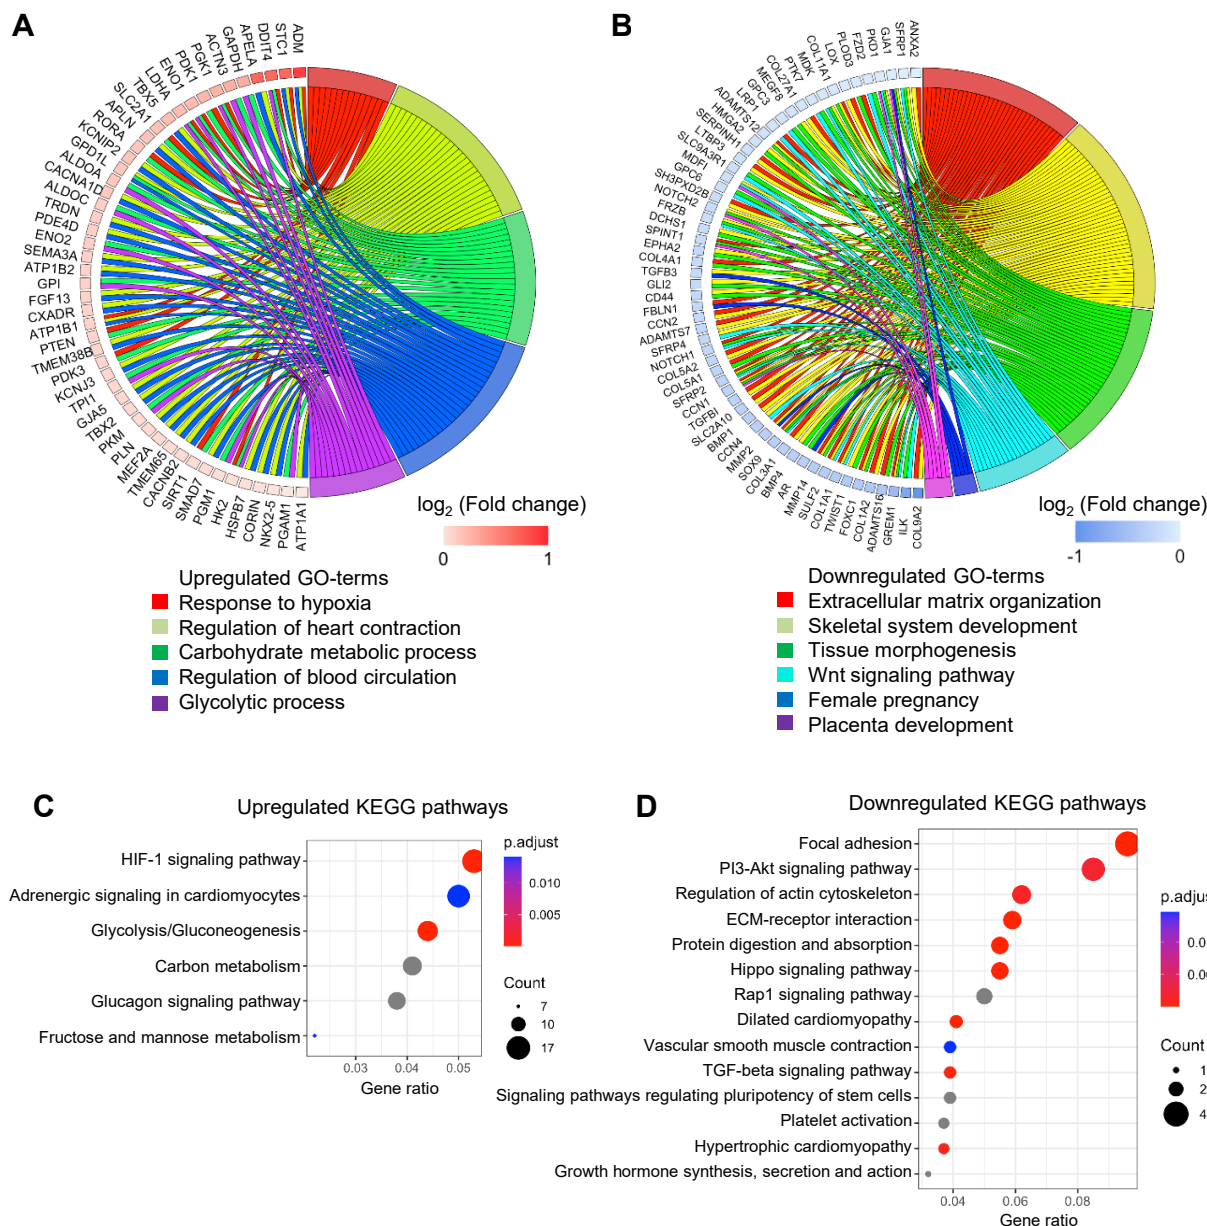 A
ADM
STC1
DDIT4
APELA
GAPDH
ACTN3
PGK1
PDK1
ENO1
LDHA
TBX5
SLC2A1
APLN
RORA
KCNIP2
GPD1L
ALDOA
CACNA1D
ALDOC
TRDN
PDE4D
ENO2
SEMA3A
ATP1B2
GPI
FGF13
CXADR
ATP1B1
PTEN
TMEM38B
PDK3
KCNJ3
TPI1
GJA5
TBX2
PKM
PLN
MEF2A
TMEM65
CACNB2
SIRT1
SMAD7
PGM1
HK2
HSPB7
CORIN
NKX2-5
PGAM1
ATP1A1
log2 (Fold change)
0 1
Upregulated GO-terms
Response to hypoxia
Regulation of heart contraction
Carbohydrate metabolic process
Regulation of blood circulation
Glycolytic process
B
ANXA2
SFRP1
GJA1
PKD1
FZD2
PLOD3
LOX
COL11A1
MDK
PTK7
COL27A1
MEGF8
GPC3
LRP1
ADAMTS12
HMGA2
SERPINH1
LTBP3
SLC9A3R1
MDFI
GPC6
SH3PXD2B
NOTCH2
FRZB
DCHS1
SPINT1
EPHA2
COL4A1
TGFB3
GLI2
CD44
FBLN1
CCN2
ADAMTS7
SFRP4
NOTCH1
COL5A2
COL5A1
SFRP2
CCN1
TGFBI
SLC2A10
BMP1
CCN4
MMP2
SOX9
COL3A1
BMP4
AR
MMP14
SULF2
COL1A1
TWIST1
FOXC1
COL1A2
ADAMTS16
GREM1
ILK
COL9A2
log2 (Fold change)
-1 0
Downregulated GO-terms
Extracellular matrix organization
Skeletal system development
Tissue morphogenesis
Wnt signaling pathway
Female pregnancy
Placenta development
C
Upregulated KEGG pathways
HIF-1 signaling pathway
Adrenergic signaling in cardiomyocytes
Glycolysis/Gluconeogenesis
Carbon metabolism
Glucagon signaling pathway
Fructose and mannose metabolism
0.03 0.04 0.05
Gene ratio
p.adjust
0.010
0.005
Count
7
10
17
D
Downregulated KEGG pathways
Focal adhesion
PI3-Akt signaling pathway
Regulation of actin cytoskeleton
ECM-receptor interaction
Protein digestion and absorption
Hippo signaling pathway
Rap1 signaling pathway
Dilated cardiomyopathy
Vascular smooth muscle contraction
TGF-beta signaling pathway
Signaling pathways regulating pluripotency of stem cells
Platelet activation
Hypertrophic cardiomyopathy
Growth hormone synthesis, secretion and action
0.04 0.06 0.08
Gene ratio
p.adjus
0.0
0.0
Count
1
2
4